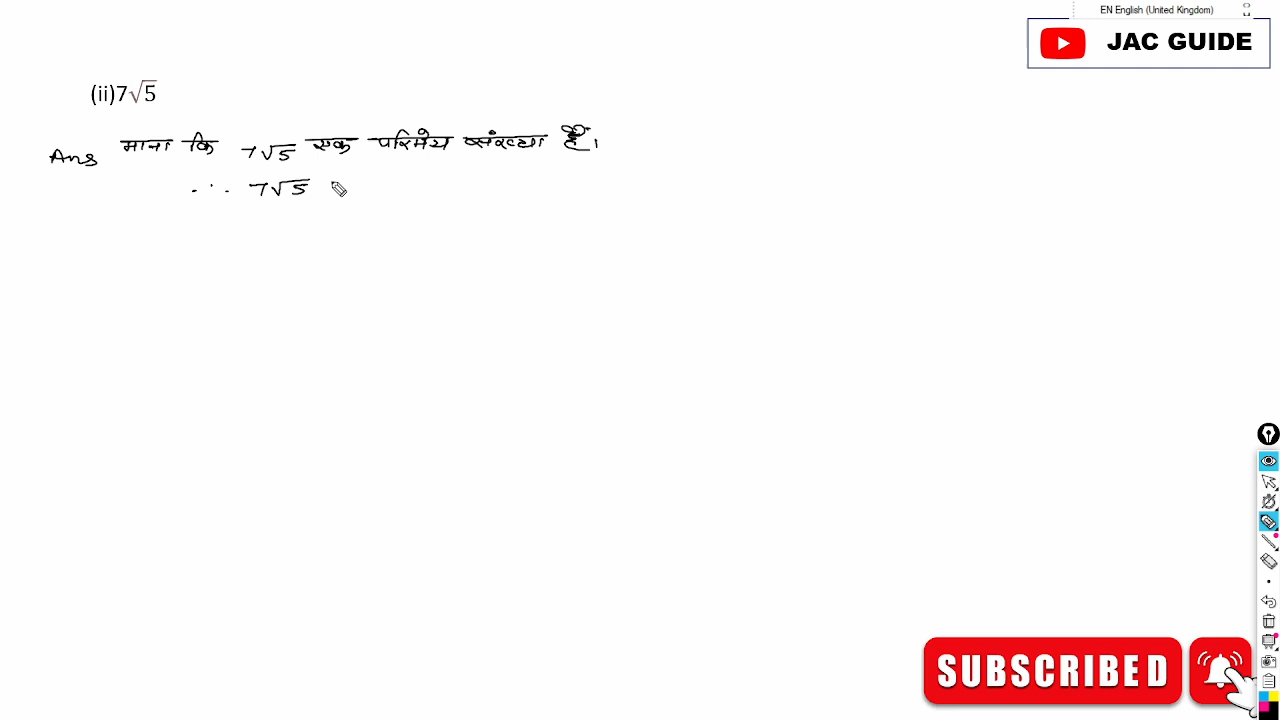 EN English (United Kingdom)
JAC GUIDE
(ii)7√5
Ans माना कि 7√5 एक परिमेय संख्या है।
∴ 7√5
SUBSCRIBED